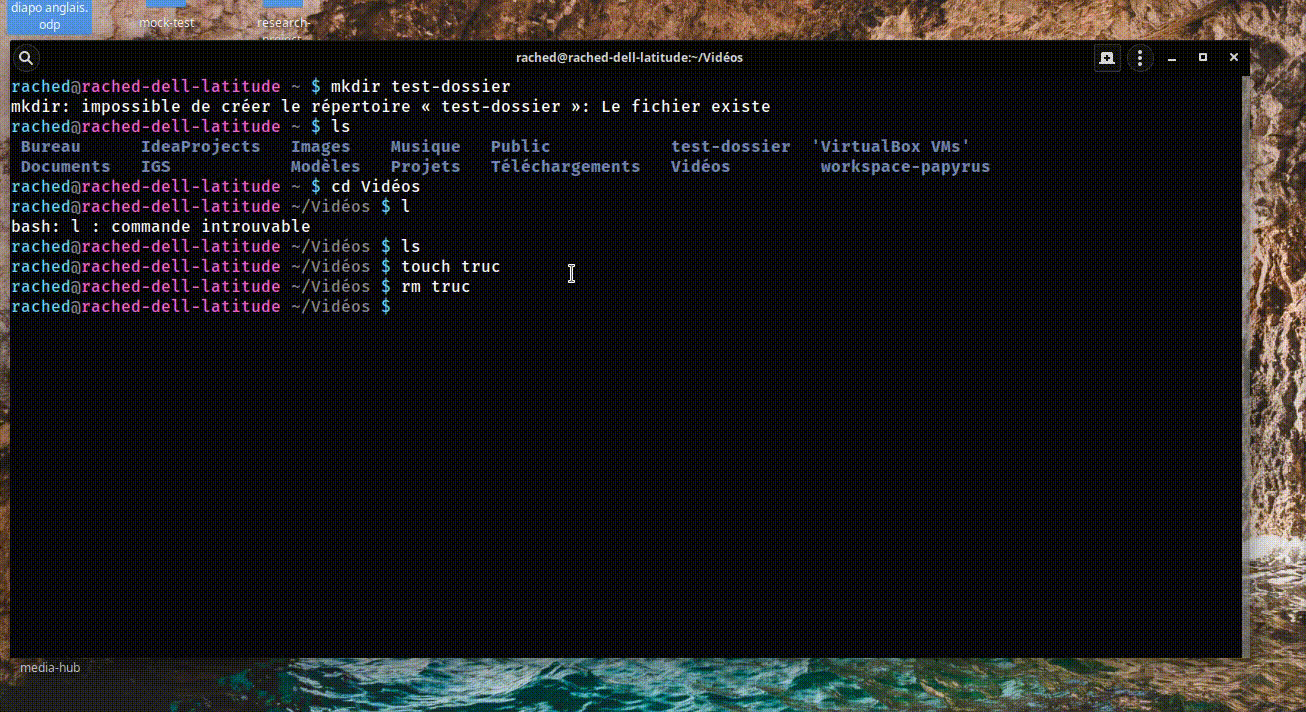 diapo anglais.
odp
mock-test
research-
project
rached@rached-dell-latitude:~/Vidéos
rached@rached-dell-latitude ~ $ mkdir test-dossier
mkdir: impossible de créer le répertoire « test-dossier »: Le fichier existe
rached@rached-dell-latitude ~ $ ls
Bureau IdeaProjects Images Musique Public test-dossier 'VirtualBox VMs'
Documents IGS Modèles Projets Téléchargements Vidéos workspace-papyrus
rached@rached-dell-latitude ~ $ cd Vidéos
rached@rached-dell-latitude ~/Vidéos $ l
bash: l : commande introuvable
rached@rached-dell-latitude ~/Vidéos $ ls
rached@rached-dell-latitude ~/Vidéos $ touch truc
rached@rached-dell-latitude ~/Vidéos $ rm truc
rached@rached-dell-latitude ~/Vidéos $
media-hub